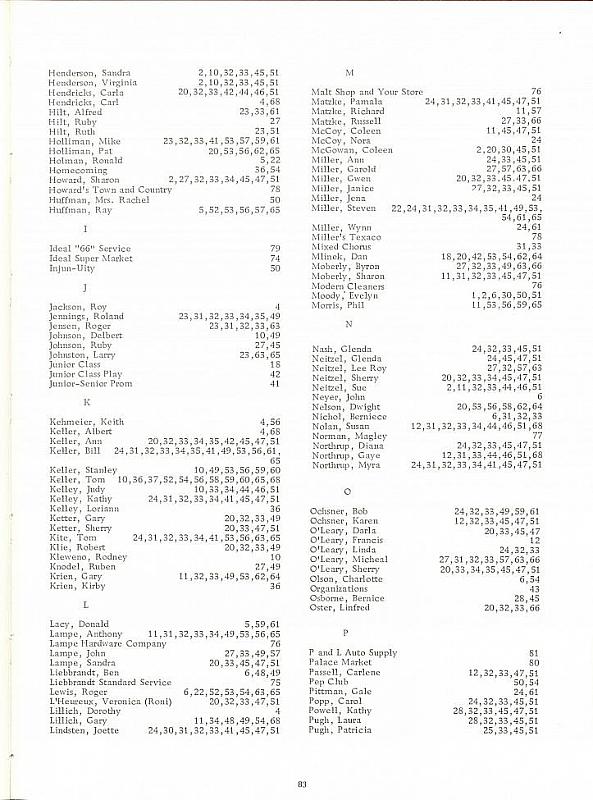 Henderson, Sandra 2,10,32,33,45,51
Henderson, Virginia 2,10,32,33,45,51
Hendricks, Carla 20,32,33,42,44,46,51
Hendricks, Carl 4,68
Hilt, Alfred 23,33,61
Hilt, Ruby 27
Hilt, Ruth 23,51
Holliman, Mike 23,32,33,41,53,57,59,61
Holliman, Pat 20,53,56,62,65
Holman, Ronald 5,22
Homecoming 36,54
Howard, Sharon 2,27,32,33,34,45,47,51
Howard's Town and Country 78
Huffman, Mrs. Rachel 50
Huffman, Ray 5,52,53,56,57,65
I
Ideal "66" Service 79
Ideal Super Market 74
Injun-Uity 50
J
Jackson, Roy 4
Jennings, Roland 23,31,32,33,34,35,49
Jensen, Roger 23,31,32,33,63
Johnson, Delbert 10,49
Johnson, Ruby 27,45
Johnston, Larry 23,63,65
Junior Class 18
Junior Class Play 42
Junior-Senior Prom 41
K
Kehmeier, Keith 4,56
Keller, Albert 4,68
Keller, Ann 20,32,33,34,35,42,45,47,51
Keller, Bill 24,31,32,33,34,35,41,49,53,56,61,
65
Keller, Stanley 10,49,53,56,59,60
Keller, Tom 10,36,37,52,54,56,58,59,60,65,68
Kelley, Judy 10,33,34,44,46,51
Kelley, Kathy 24,31,32,33,34,41,45,47,51
Kelley, Loriann 36
Ketter, Gary 20,32,33,49
Ketter, Sherry 20,33,47,51
Kite, Tom 24,31,32,33,34,41,53,56,63,65
Klie, Robert 20,32,33,49
Kleweno, Rodney 10
Knodel, Ruben 27,49
Krien, Gary 11,32,33,49,53,62,64
Krien, Kirby 36
L
Lacy, Donald 5,59,61
Lampe, Anthony 11,31,32,33,34,49,53,56,65
Lampe Hardware Company 76
Lampe, John 27,33,49,57
Lampe, Sandra 20,33,45,47,51
Liebbrandt, Ben 6,48,49
Liebbrandt Standard Service 75
Lewis, Roger 6,22,52,53,54,63,65
L'Heureux, Veronica (Roni) 20,32,33,47,51
Lillich, Dorothy 4
Lillich, Gary 11,34,48,49,54,68
Lindsten, Joette 24,30,31,32,33,41,45,47,51
M
Malt Shop and Your Store 76
Matzke, Pamala 24,31,32,33,41,45,47,51
Matzke, Richard 11,57
Matzke, Russell 27,33,66
McCoy, Coleen 11,45,47,51
McCoy, Nora 24
McGowan, Coleen 2,20,30,45,51
Miller, Ann 24,33,45,51
Miller, Garold 27,57,63,66
Miller, Gwen 20,32,33,45,47,51
Miller, Janice 27,32,33,45,51
Miller, Jena 24
Miller, Steven 22,24,31,32,33,34,35,41,49,53,
54,61,65
Miller, Wynn 24,61
Miller's Texaco 78
Mixed Chorus 31,33
Mlinek, Dan 18,20,42,53,54,62,64
Moberly, Byron 27,32,33,49,63,66
Moberly, Sharon 11,31,32,33,45,47,51
Modern Cleaners 76
Moody, Evelyn 1,2,6,30,50,51
Morris, Phil 11,53,56,59,65
N
Nash, Glenda 24,32,33,45,51
Neitzel, Glenda 24,45,47,51
Neitzel, Lee Roy 27,32,57,63
Neitzel, Sherry 20,32,33,34,45,47,51
Neitzel, Sue 2,11,32,33,44,46,51
Neyer, John 6
Nelson, Dwight 20,53,56,58,62,64
Nichol, Berniece 6,31,32,33
Nolan, Susan 12,31,32,33,34,44,46,51,68
Norman, Magley 77
Northrup, Diana 24,32,33,45,47,51
Northrup, Gaye 12,31,33,44,46,51,68
Northrup, Myra 24,31,32,33,34,41,45,47,51
O
Ochsner, Bob 24,32,33,49,59,61
Ochsner, Karen 12,32,33,45,47,51
O'Leary, Darla 20,33,45,47
O'Leary, Francis 12
O'Leary, Linda 24,32,33
O'Leary, Micheal 27,31,32,33,57,63,66
O'Leary, Sherry 20,33,34,35,45,47,51
Olson, Charlotte 6,54
Organizations 43
Osborne, Bernice 28,45
Oster, Linfred 20,32,33,66
P
P and L Auto Supply 81
Palace Market 80
Passell, Carlene 12,32,33,47,51
Pep Club 50,54
Pittman, Gale 24,61
Popp, Carol 24,32,33,45,51
Powell, Kathy 28,32,33,45,47,51
Pugh, Laura 28,32,33,45,51
Pugh, Patricia 25,33,45,51
83